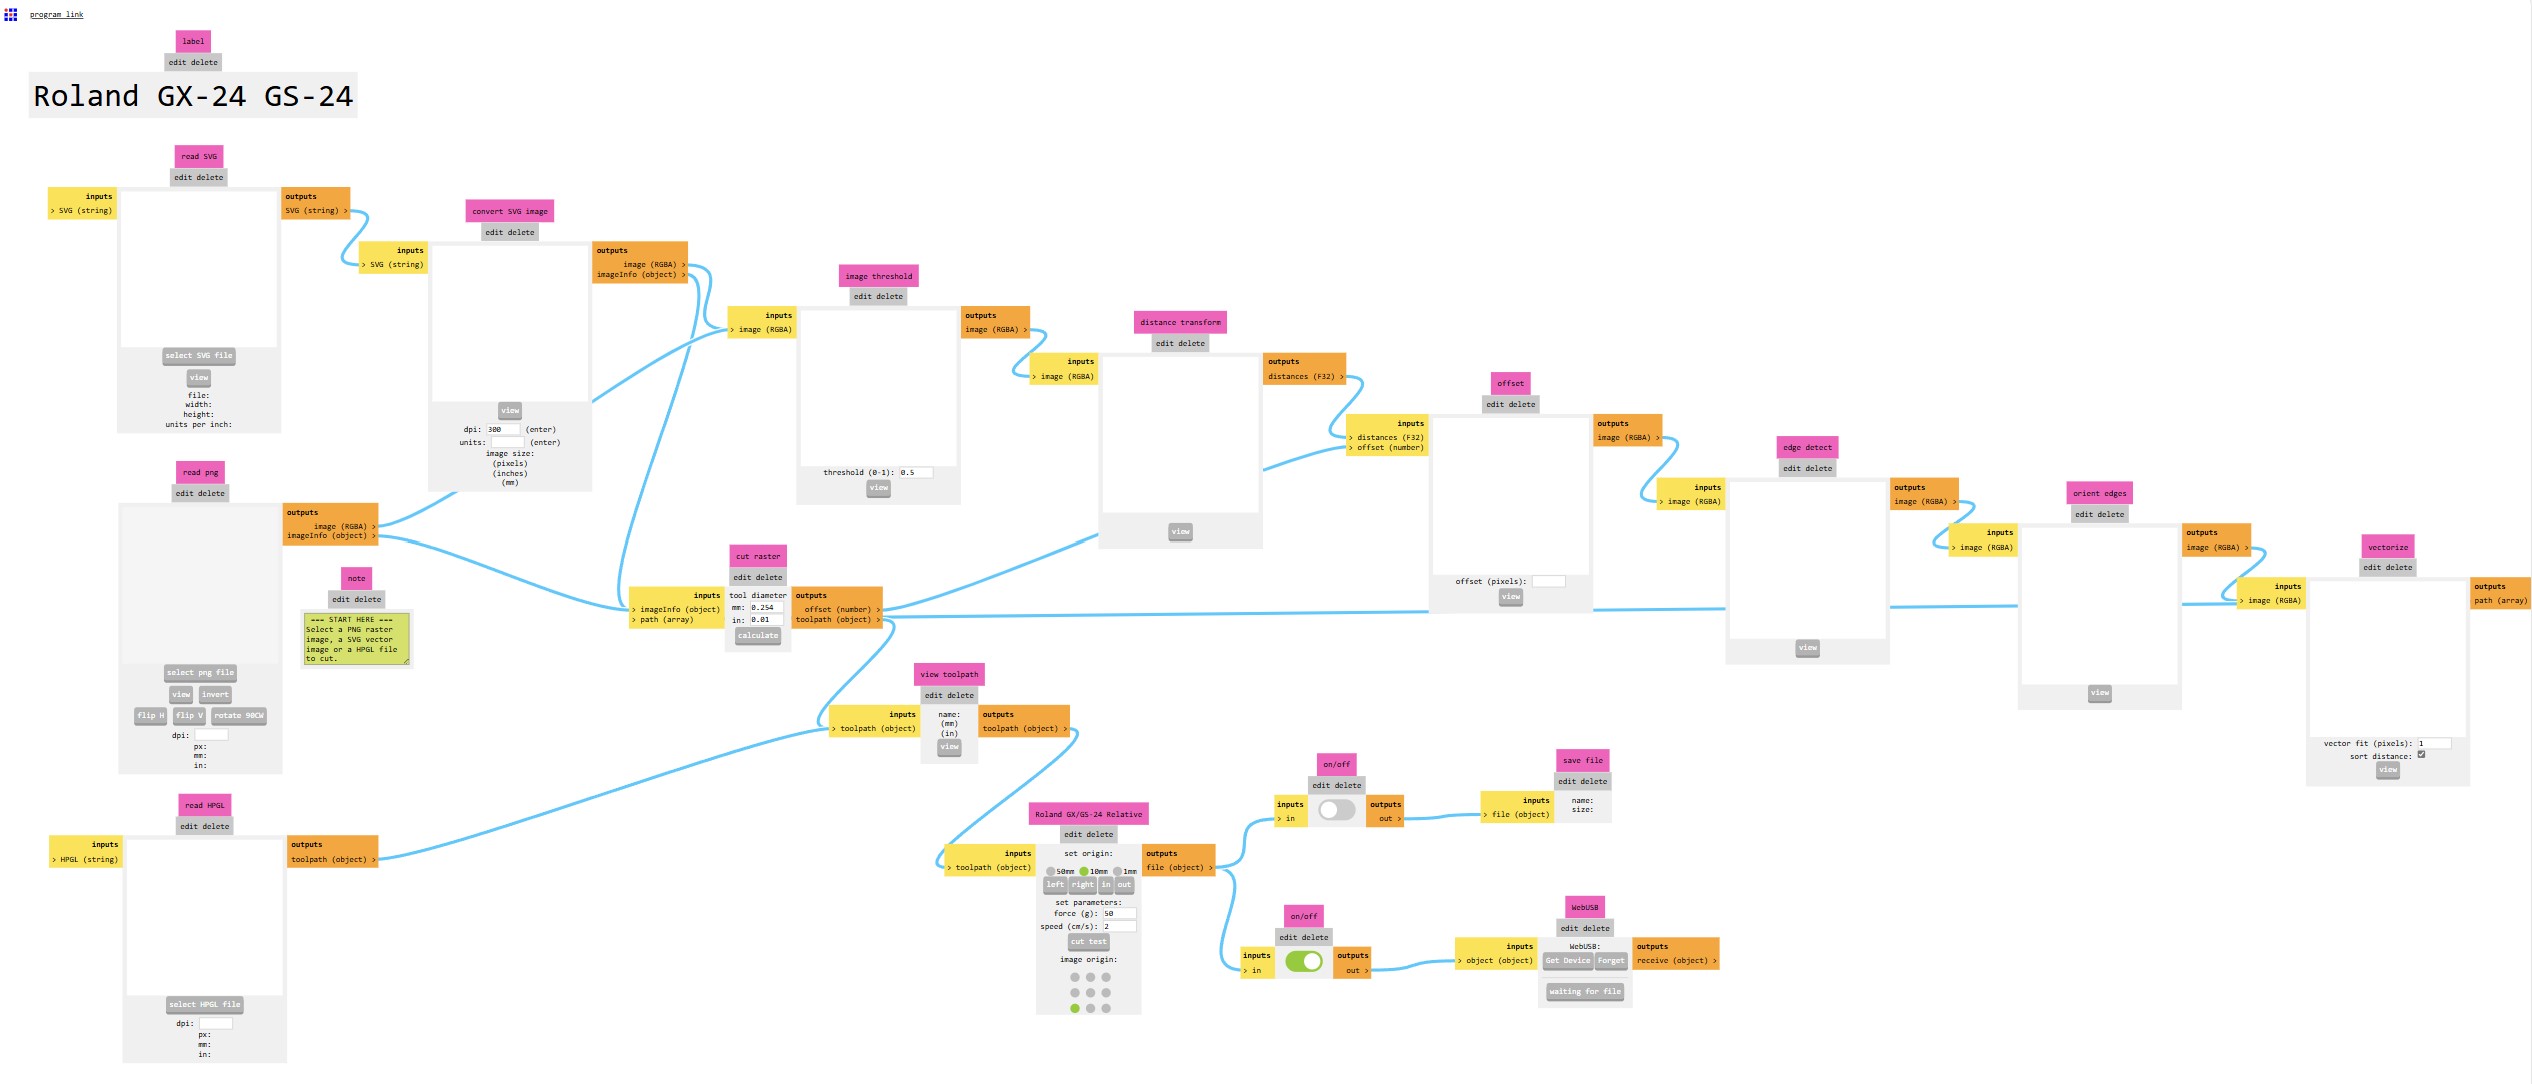 program link
label
edit delete
Roland GX-24 GS-24
read SVG
edit delete
inputs
> SVG (string)
outputs
SVG (string) >
select SVG file
view
file:
width:
height:
units per inch:
convert SVG image
edit delete
inputs
> SVG (string)
outputs
image (RGBA) >
imageInfo (object) >
view
dpi: 300 (enter)
units: (enter)
image size:
(pixels)
(inches)
(mm)
image threshold
edit delete
inputs
> image (RGBA)
outputs
image (RGBA) >
threshold (0-1): 0.5
view
distance transform
edit delete
inputs
> image (RGBA)
outputs
distances (F32) >
view
offset
edit delete
inputs
> distances (F32)
> offset (number)
outputs
image (RGBA) >
offset (pixels):
view
edge detect
edit delete
inputs
> image (RGBA)
outputs
image (RGBA) >
view
orient edges
edit delete
inputs
> image (RGBA)
outputs
image (RGBA) >
view
vectorize
edit delete
inputs
> image (RGBA)
outputs
path (array)
vector fit (pixels): 1
sort distance:
view
read png
edit delete
outputs
image (RGBA) >
imageInfo (object) >
select png file
view invert
flip H flip V rotate 90CW
dpi:
px:
mm:
in:
note
edit delete
=== START HERE ===
Select a PNG raster
image, a SVG vector
image or a HPGL file
to cut.
cut raster
edit delete
inputs
> imageInfo (object)
> path (array)
tool diameter
mm: 0.254
in: 0.01
calculate
outputs
offset (number) >
toolpath (object) >
view toolpath
edit delete
inputs
> toolpath (object)
name:
(mm)
(in)
view
outputs
toolpath (object) >
read HPGL
edit delete
inputs
> HPGL (string)
outputs
toolpath (object) >
select HPGL file
dpi:
px:
mm:
in:
Roland GX/GS-24 Relative
edit delete
inputs
> toolpath (object)
set origin:
50mm 10mm 1mm
left right in out
set parameters:
force (g): 50
speed (cm/s): 2
cut test
image origin:
outputs
file (object) >
on/off
edit delete
inputs
> in
outputs
out >
save file
edit delete
inputs
> file (object)
name:
size:
on/off
edit delete
inputs
> in
outputs
out >
WebUSB
edit delete
inputs
> object (object)
WebUSB:
Get Device Forget
waiting for file
outputs
receive (object) >